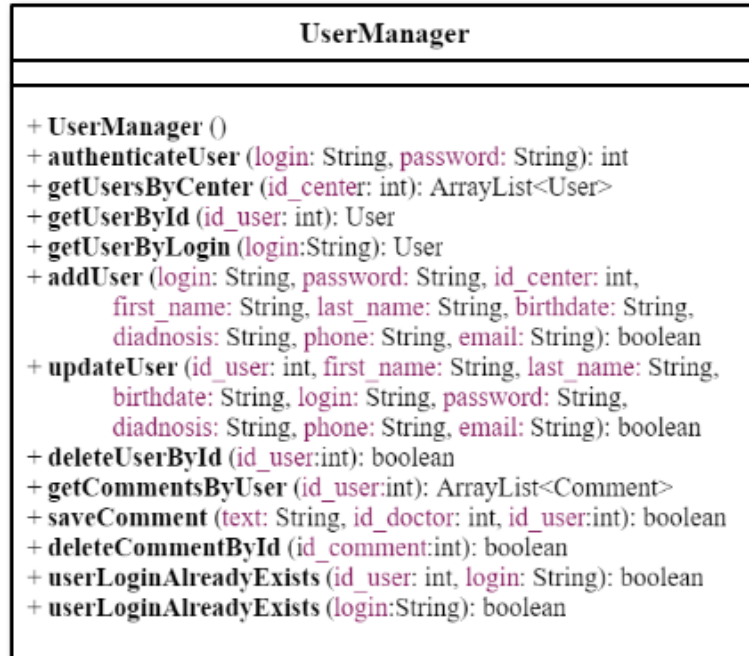 UserManager
+ UserManager ()
+ authenticateUser (login: String, password: String): int
+ getUsersByCenter (id_center: int): ArrayList<User>
+ getUserById (id_user: int): User
+ getUserByLogin (login:String): User
+ addUser (login: String, password: String, id_center: int,
first_name: String, last_name: String, birthdate: String,
diadnosis: String, phone: String, email: String): boolean
+ updateUser (id_user: int, first_name: String, last_name: String,
birthdate: String, login: String, password: String,
diadnosis: String, phone: String, email: String): boolean
+ deleteUserById (id_user:int): boolean
+ getCommentsByUser (id_user:int): ArrayList<Comment>
+ saveComment (text: String, id_doctor: int, id_user:int): boolean
+ deleteCommentById (id_comment:int): boolean
+ userLoginAlreadyExists (id_user: int, login: String): boolean
+ userLoginAlreadyExists (login:String): boolean